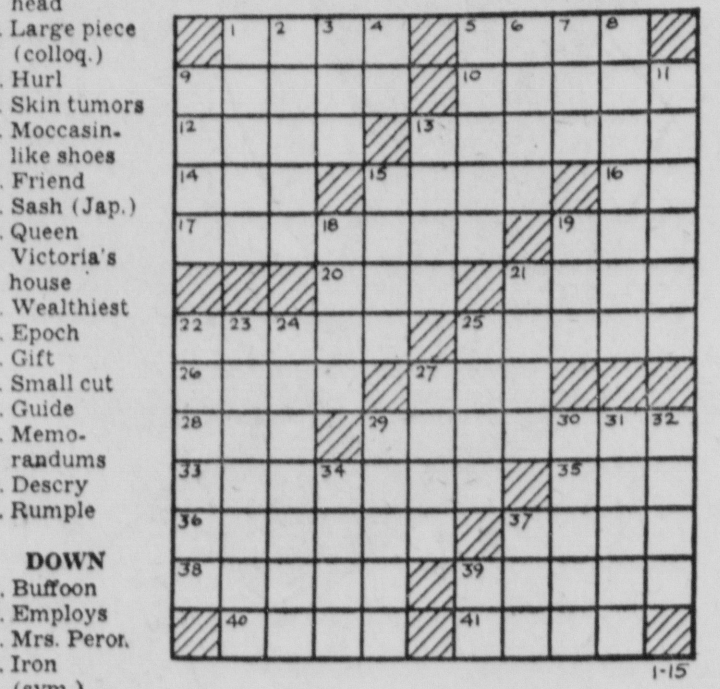 head
. Large piece
(colloq.)
. Hurl
. Skin tumors
. Moccasin-
like shoes
. Friend
. Sash (Jap.)
. Queen
Victoria's
house
. Wealthiest
. Epoch
. Gift
. Small cut
. Guide
. Memo-
randums
. Descry
. Rumple
DOWN
. Buffoon
. Employs
. Mrs. Peron
. Iron
(sym.)
1 2 3 4 5 6 7 8
9 10 11
12 13
14 15 16
17 18 19
20 21
22 23 24 25
26 27
28 29 30 31 32
33 34 35
36 37
38 39
40 41
1-15